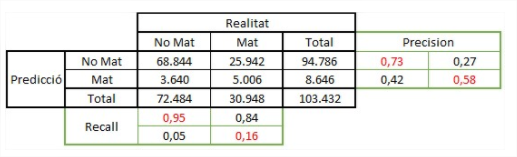 Realitat
No Mat Mat Total Precision
No Mat 68.844 25.942 94.786 0,73 0,27
Predicció Mat 3.640 5.006 8.646 0,42 0,58
Total 72.484 30.948 103.432
Recall 0,95 0,84
0,05 0,16